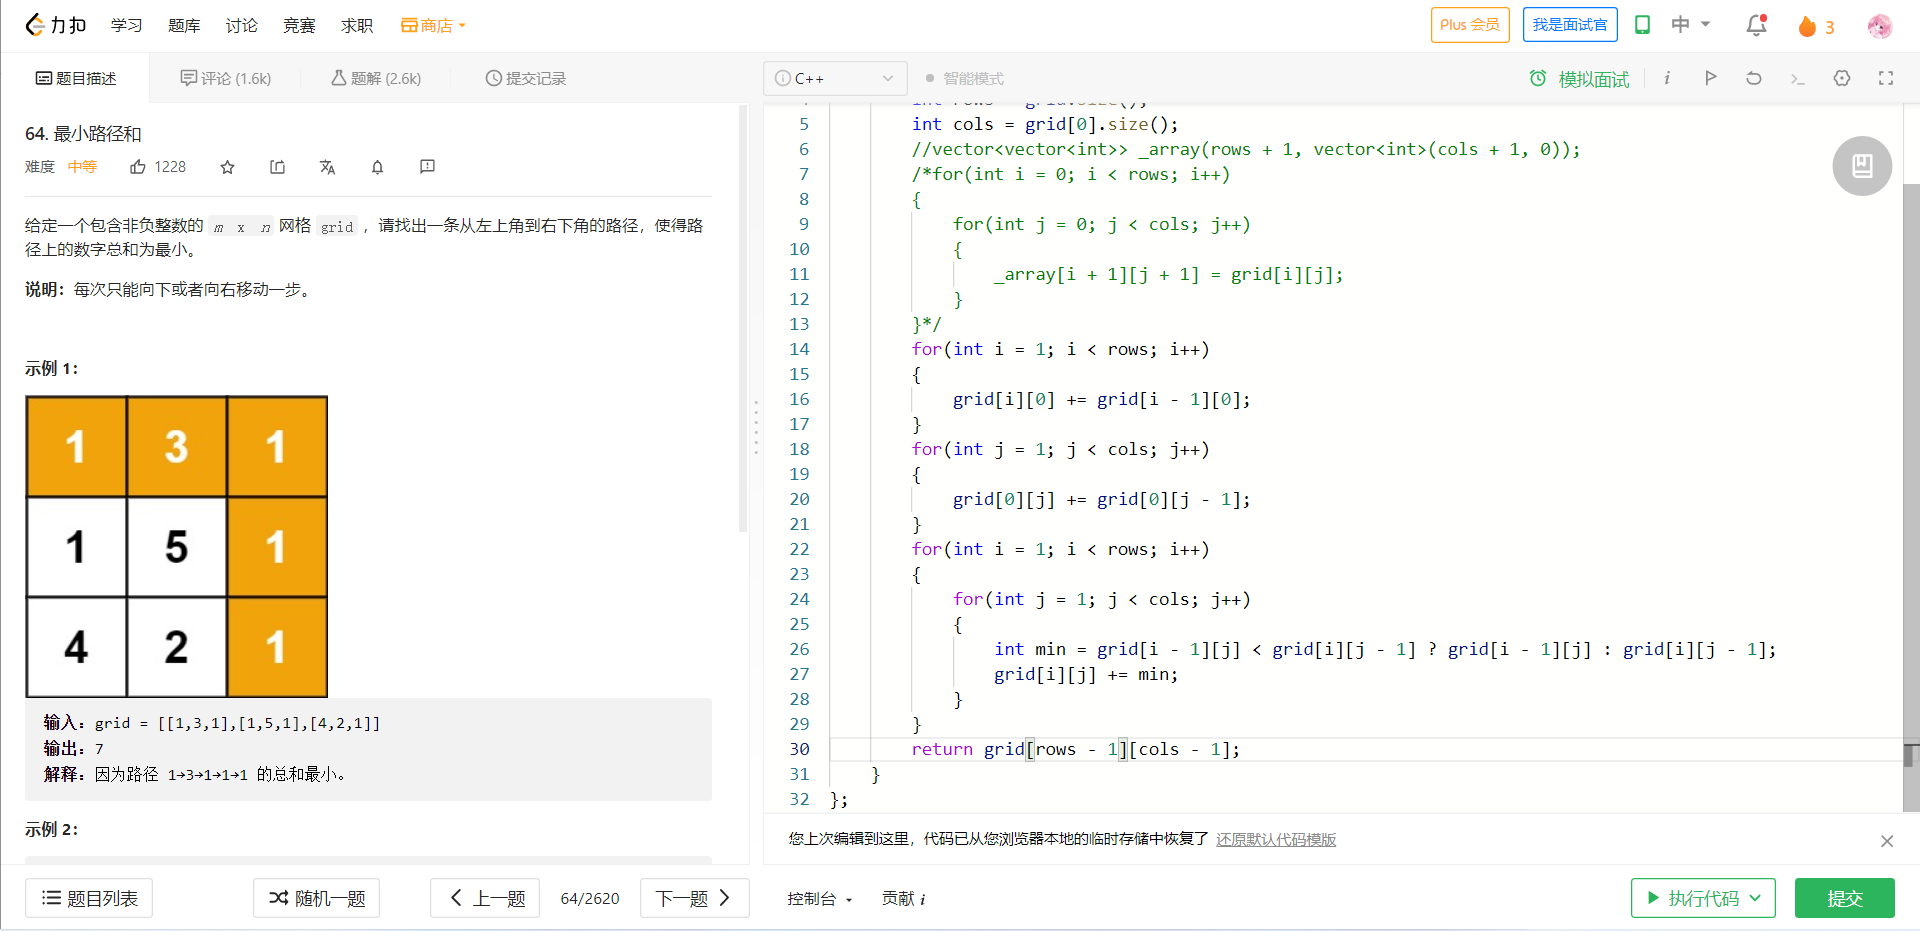 力扣 学习 题库 讨论 竞赛 求职 商店 Plus 会员 我是面试官 中 3
题目描述 评论 (1.6k) 题解 (2.6k) 提交记录
64. 最小路径和
难度 中等 1228
给定一个包含非负整数的 m x n 网格 grid ，请找出一条从左上角到右下角的路径，使得路
径上的数字总和为最小。
说明：每次只能向下或者向右移动一步。
示例 1：
1 3 1
1 5 1
4 2 1
输入：grid = [[1,3,1],[1,5,1],[4,2,1]]
输出：7
解释：因为路径 1→3→1→1→1 的总和最小。
示例 2：
题目列表 随机一题 上一题 64/2620 下一题
C++ 智能模式 模拟面试
int rows = grid.size();
5 int cols = grid[0].size();
6 //vector<vector<int>> _array(rows + 1, vector<int>(cols + 1, 0));
7 /*for(int i = 0; i < rows; i++)
8 {
9 for(int j = 0; j < cols; j++)
10 {
11 _array[i + 1][j + 1] = grid[i][j];
12 }
13 }*/
14 for(int i = 1; i < rows; i++)
15 {
16 grid[i][0] += grid[i - 1][0];
17 }
18 for(int j = 1; j < cols; j++)
19 {
20 grid[0][j] += grid[0][j - 1];
21 }
22 for(int i = 1; i < rows; i++)
23 {
24 for(int j = 1; j < cols; j++)
25 {
26 int min = grid[i - 1][j] < grid[i][j - 1] ? grid[i - 1][j] : grid[i][j - 1];
27 grid[i][j] += min;
28 }
29 }
30 return grid[rows - 1][cols - 1];
31 }
32 };
您上次编辑到这里，代码已从您浏览器本地的临时存储中恢复了 还原默认代码模版
控制台 贡献 i 执行代码 提交